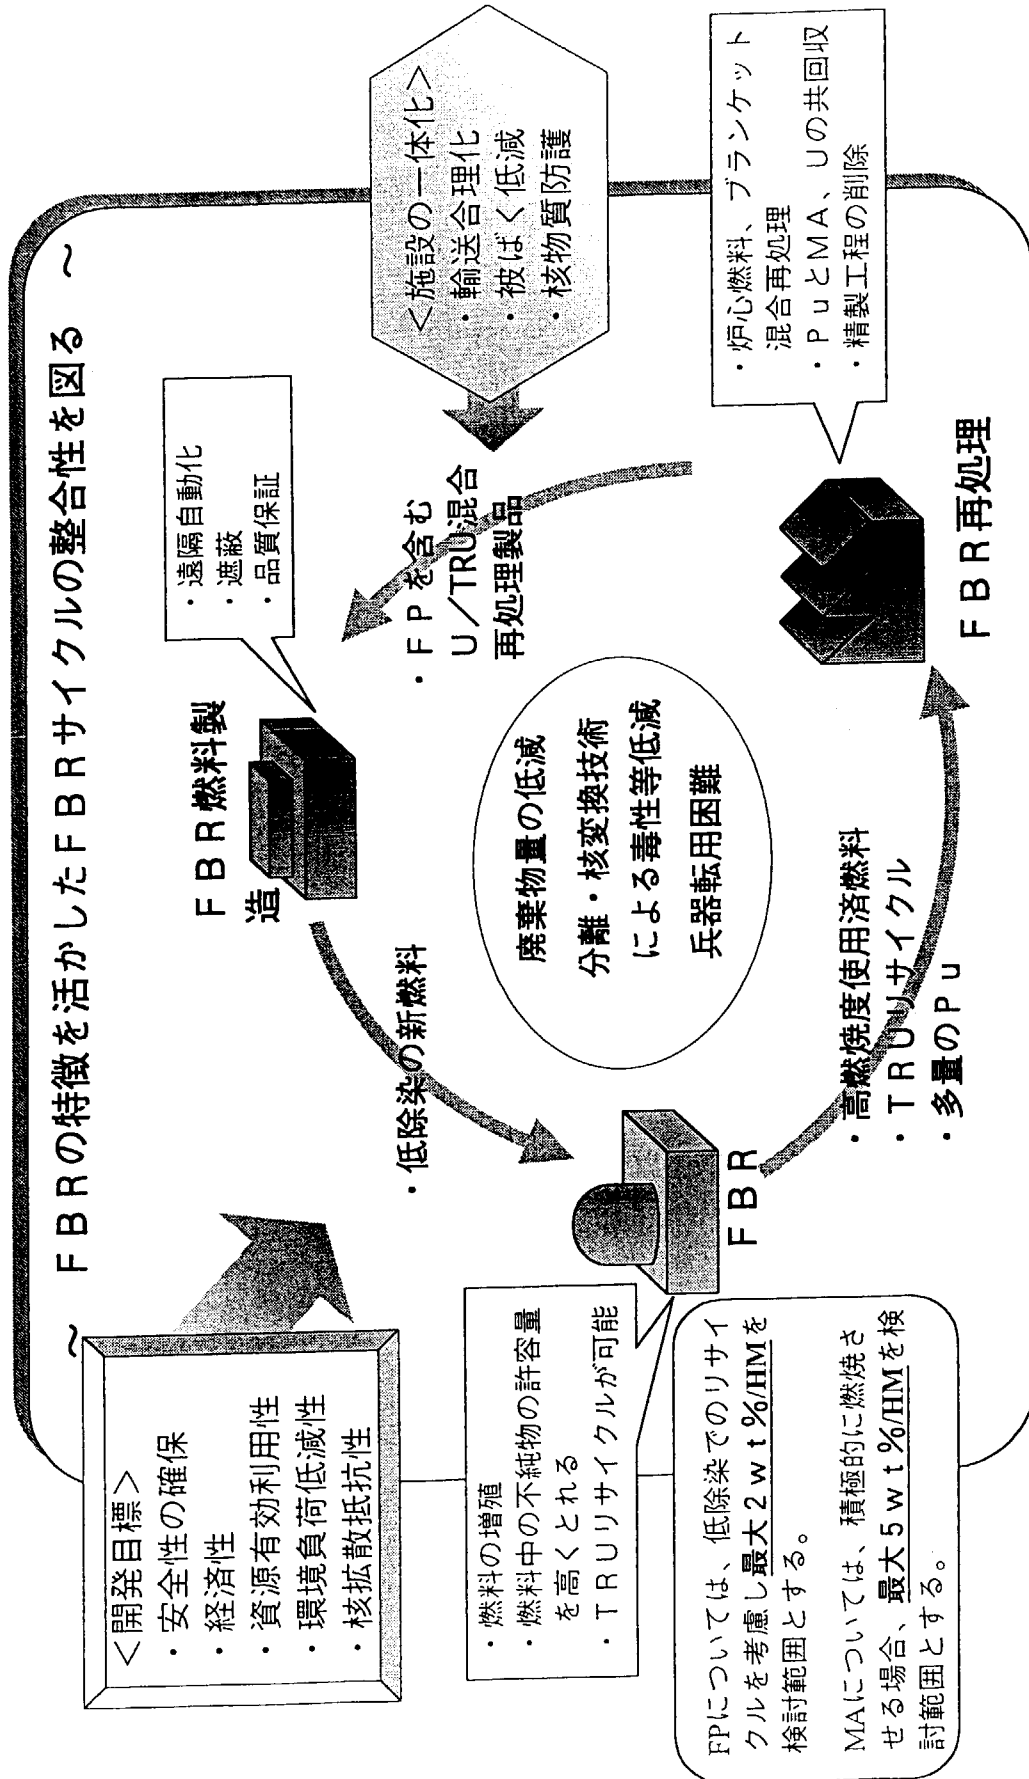 ～ ＦＢＲの特徴を活かしたＦＢＲサイクルの整合性を図る ～
＜開発目標＞
・安全性の確保
・経済性
・資源有効利用性
・環境負荷低減性
・核拡散抵抗性
ＦＢＲ燃料製
造
・遠隔自動化
・遮蔽
・品質保証
＜施設の一体化＞
・輸送合理化
・被ばく低減
・核物質防護
・低除染の新燃料
・ＦＰを含む
Ｕ／TRU混合
再処理製品
廃棄物量の低減
分離・核変換技術
による毒性等低減
兵器転用困難
・燃料の増殖
・燃料中の不純物の許容量
を高くとれる
・ＴＲＵリサイクルが可能
ＦＢＲ
・高燃焼度使用済燃料
・ＴＲＵリサイクル
・多量のＰｕ
ＦＢＲ再処理
・炉心燃料、ブランケット
混合再処理
・ＰｕとＭＡ、Ｕの共回収
・精製工程の削除
FPについては、低除染でのリサイ
クルを考慮し最大２ｗｔ%/HMを
検討範囲とする。
MAについては、積極的に燃焼さ
せる場合、最大５ｗｔ%/HMを検
討範囲とする。